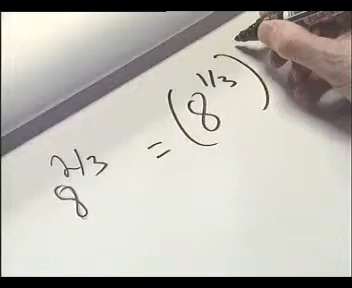 8^{2/3} = (8^{1/3})